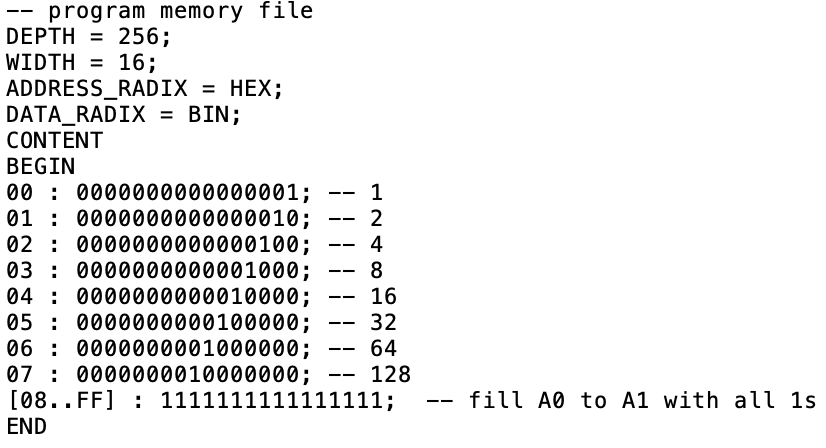 -- program memory file
DEPTH = 256;
WIDTH = 16;
ADDRESS_RADIX = HEX;
DATA_RADIX = BIN;
CONTENT
BEGIN
00 : 0000000000000001; -- 1
01 : 0000000000000010; -- 2
02 : 0000000000000100; -- 4
03 : 0000000000001000; -- 8
04 : 0000000000010000; -- 16
05 : 0000000000100000; -- 32
06 : 0000000001000000; -- 64
07 : 0000000010000000; -- 128
[08..FF] : 1111111111111111;  -- fill A0 to A1 with all 1s
END